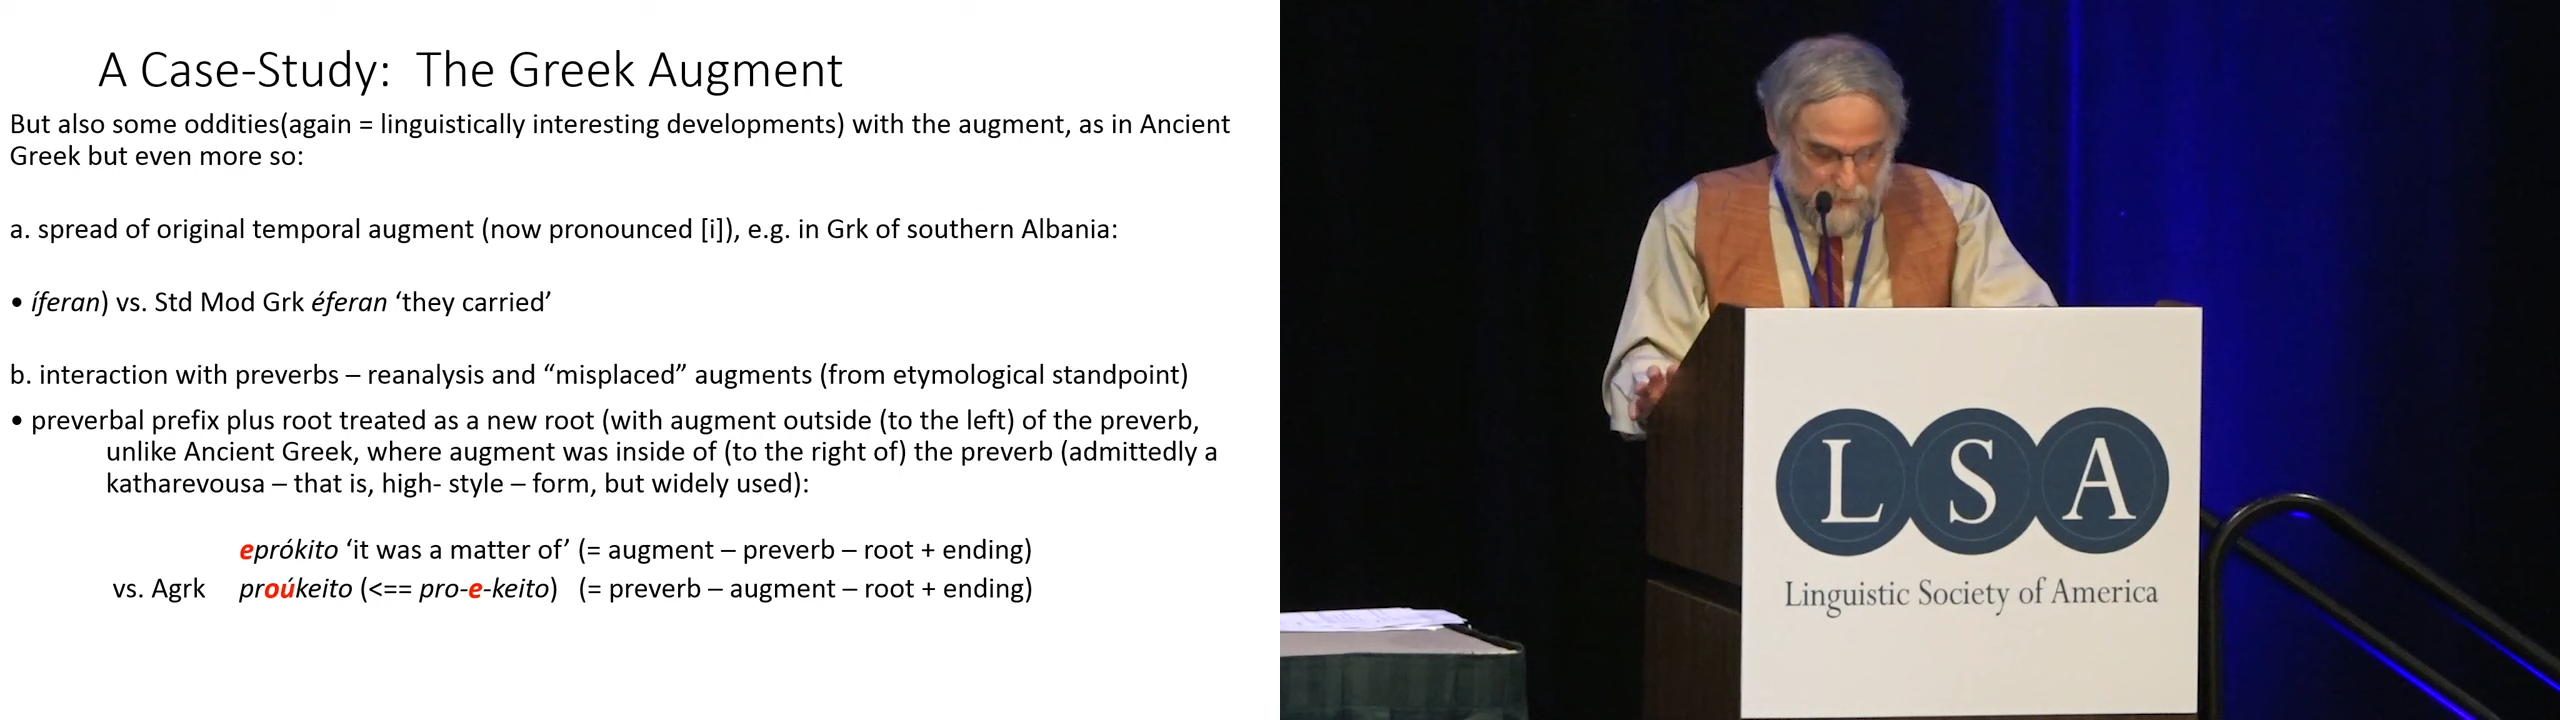 A Case-Study:  The Greek Augment
But also some oddities(again = linguistically interesting developments) with the augment, as in Ancient
Greek but even more so:
a. spread of original temporal augment (now pronounced [i]), e.g. in Grk of southern Albania:
• íferan) vs. Std Mod Grk éferan ‘they carried’
b. interaction with preverbs – reanalysis and “misplaced” augments (from etymological standpoint)
• preverbal prefix plus root treated as a new root (with augment outside (to the left) of the preverb,
unlike Ancient Greek, where augment was inside of (to the right of) the preverb (admittedly a
katharevousa – that is, high- style – form, but widely used):
eprókito ‘it was a matter of’ (= augment – preverb – root + ending)
vs. Agrk proúkeito (<== pro-e-keito) (= preverb – augment – root + ending)
LSA
Linguistic Society of America